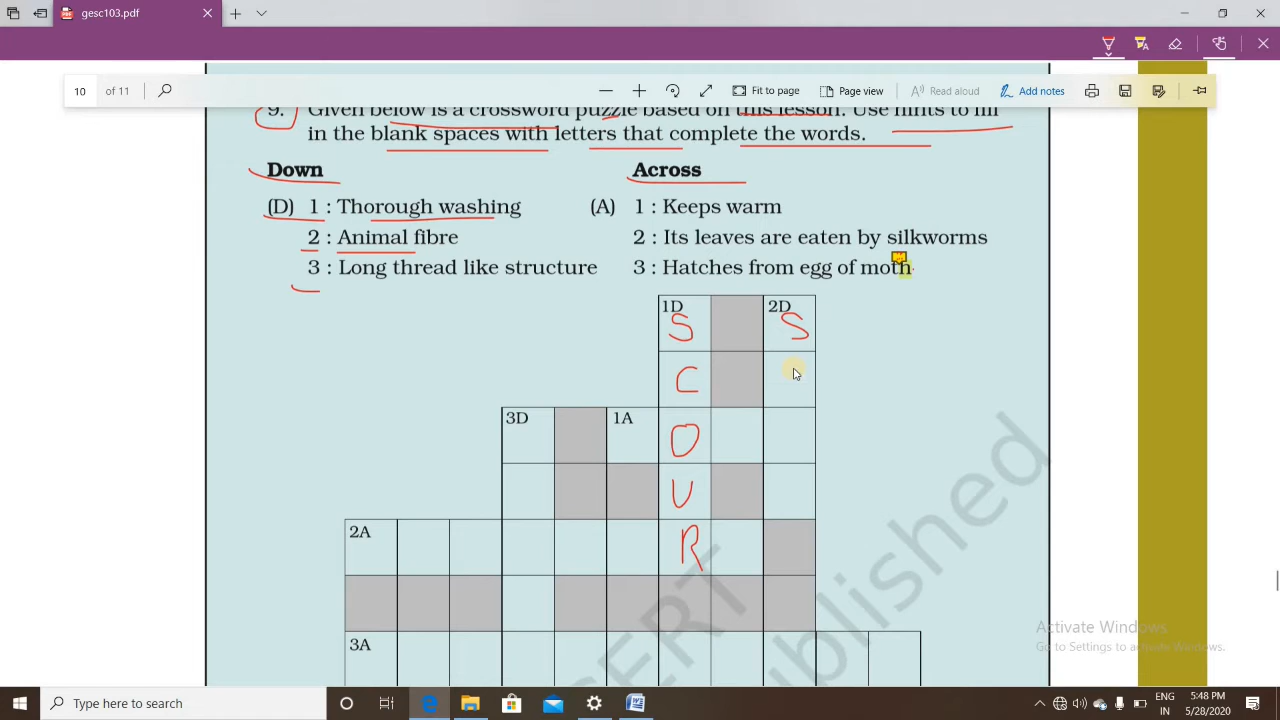 gesc103.pdf
10 of 11
Fit to page
Page view
Read aloud
Add notes
9. Given below is a crossword puzzle based on this lesson. Use hints to fill
in the blank spaces with letters that complete the words.
Down
Across
(D) 1 : Thorough washing
(A) 1 : Keeps warm
2 : Animal fibre
2 : Its leaves are eaten by silkworms
3 : Long thread like structure
3 : Hatches from egg of moth
1D
2D
S
S
C
3D
1A
O
U
2A
R
3A
ERT
published
Activate Windows
Go to Settings to activate Windows.
Type here to search
ENG
IN
5:48 PM
5/28/2020